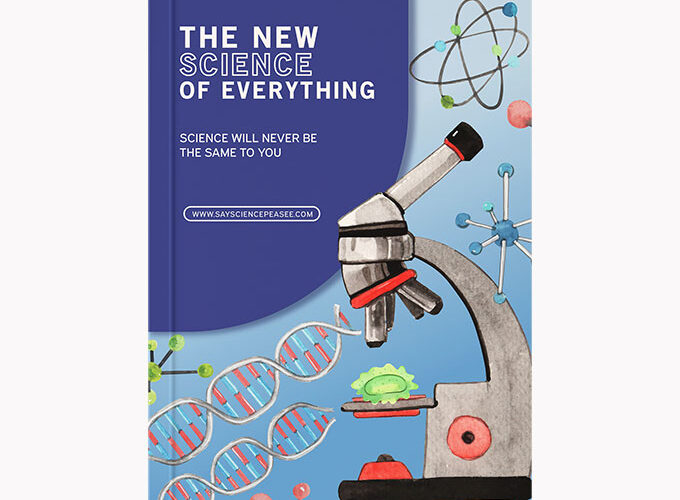 THE NEW
SCIENCE
OF EVERYTHING
SCIENCE WILL NEVER BE
THE SAME TO YOU
WWW.SAYSCIENCEPEASEE.COM